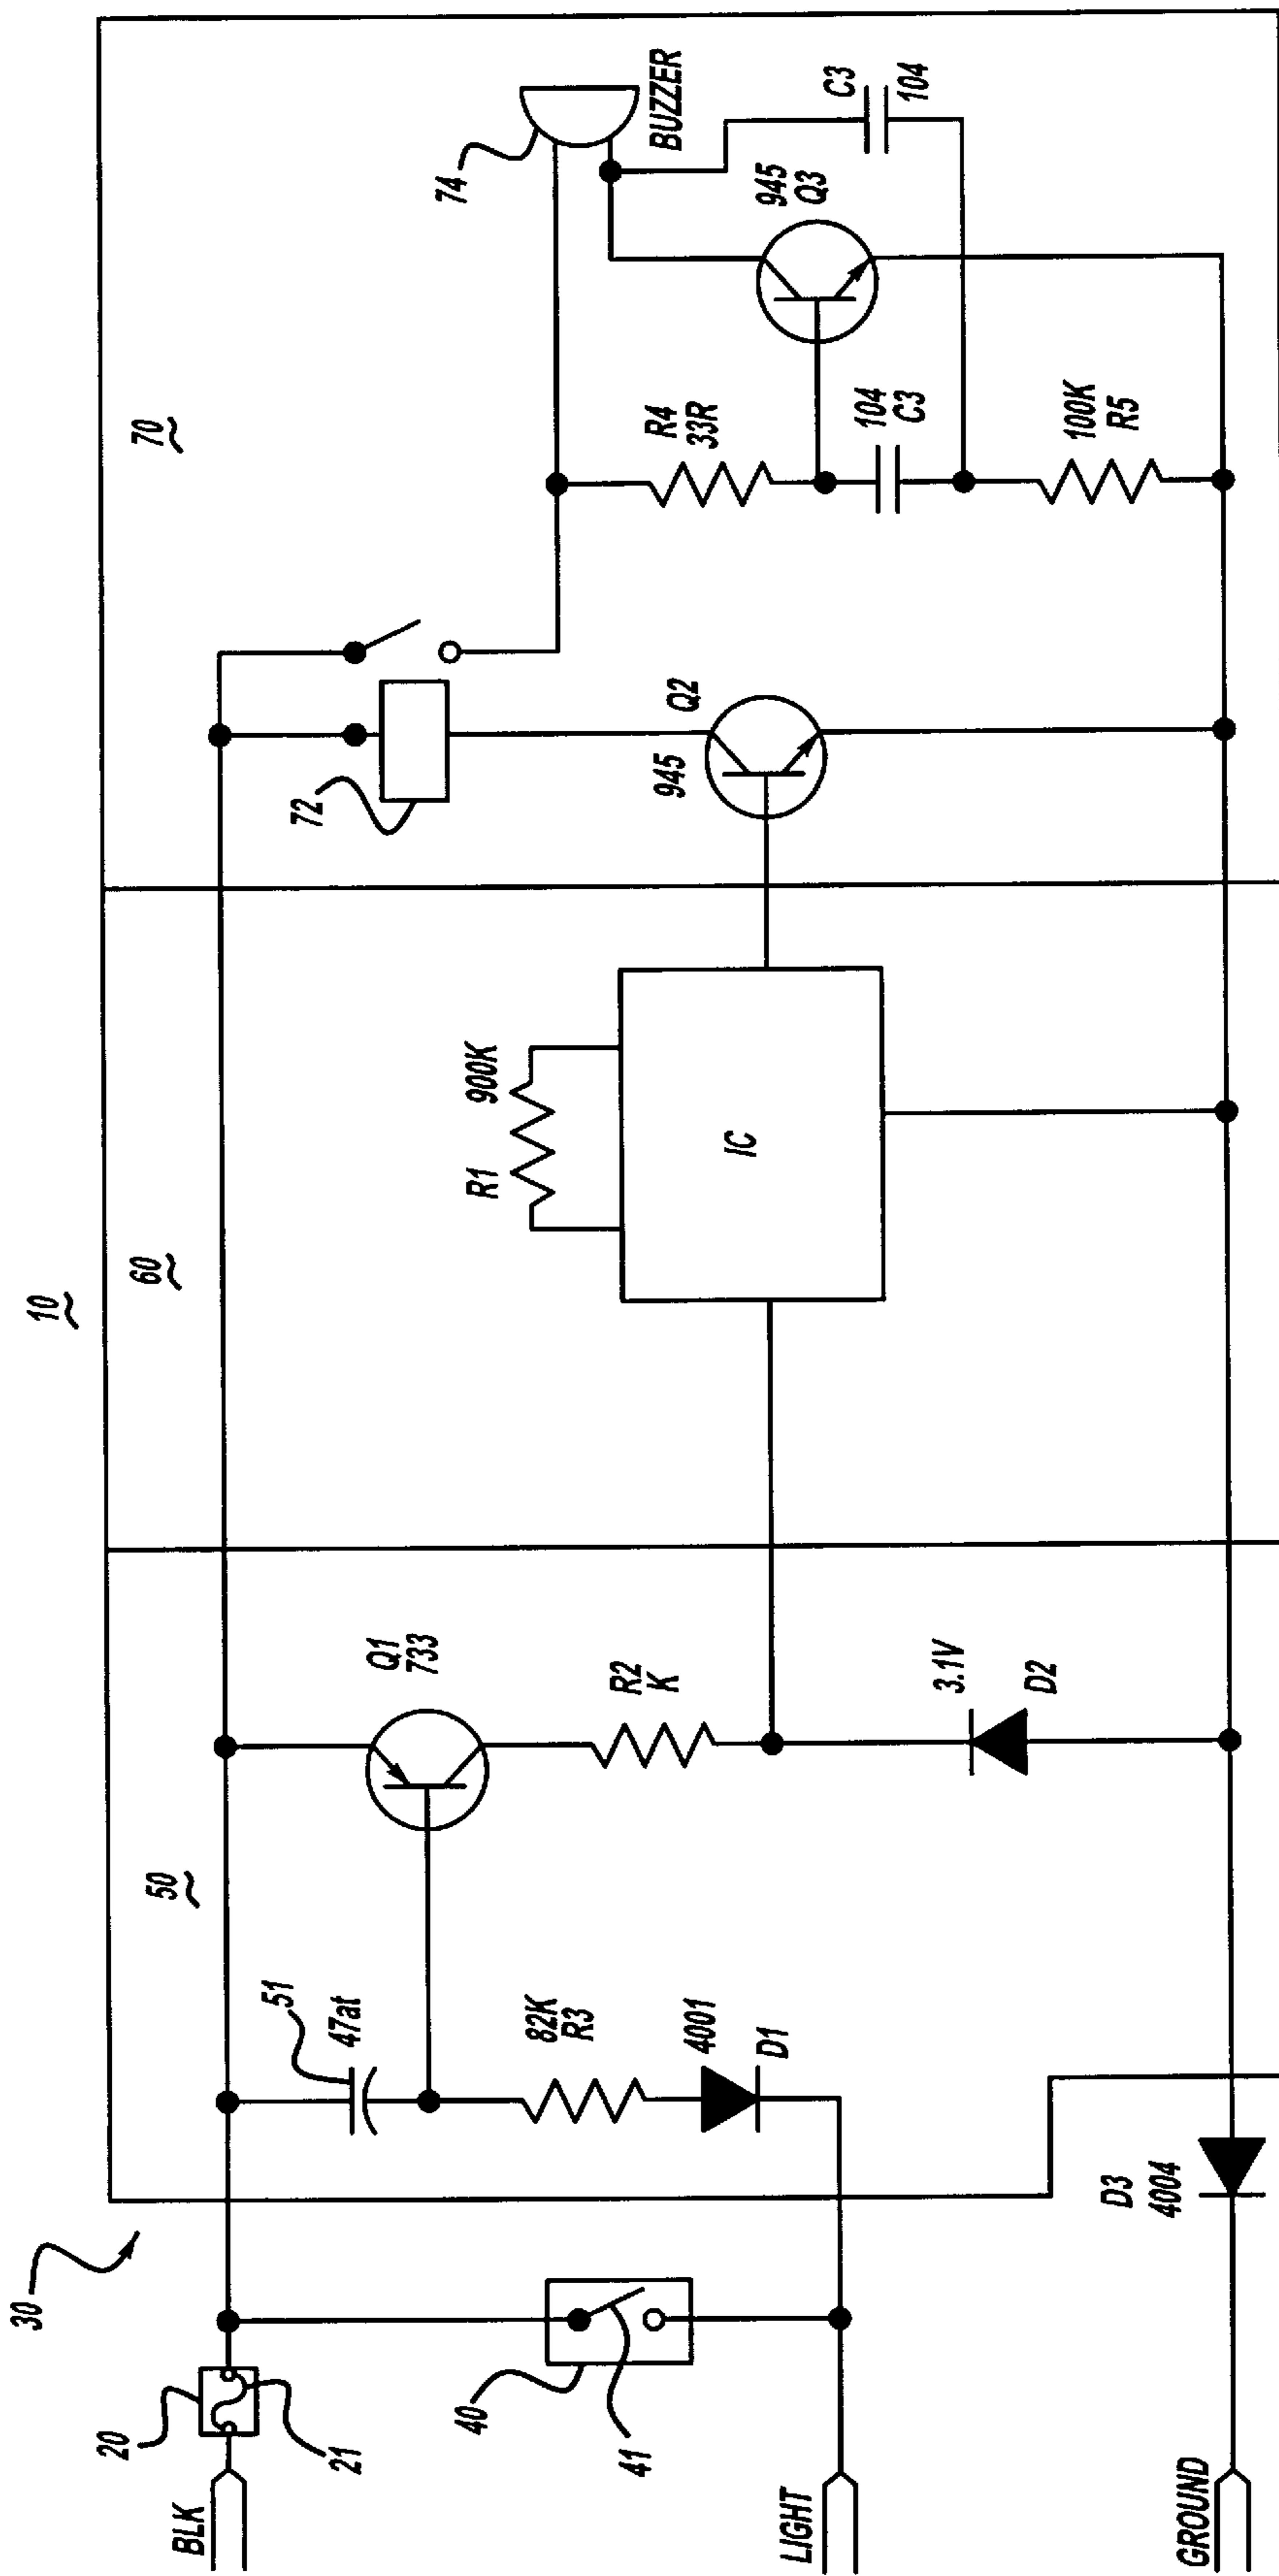 10
30
50
60
70
BLK
20
21
40
41
LIGHT
GROUND
D3
4004
51
47at
82K
R3
4001
D1
Q1
733
R2
K
3.1V
D2
R1
900K
IC
72
945
Q2
74
BUZZER
R4
33R
104
C3
100K
R5
945
Q3
C3
104